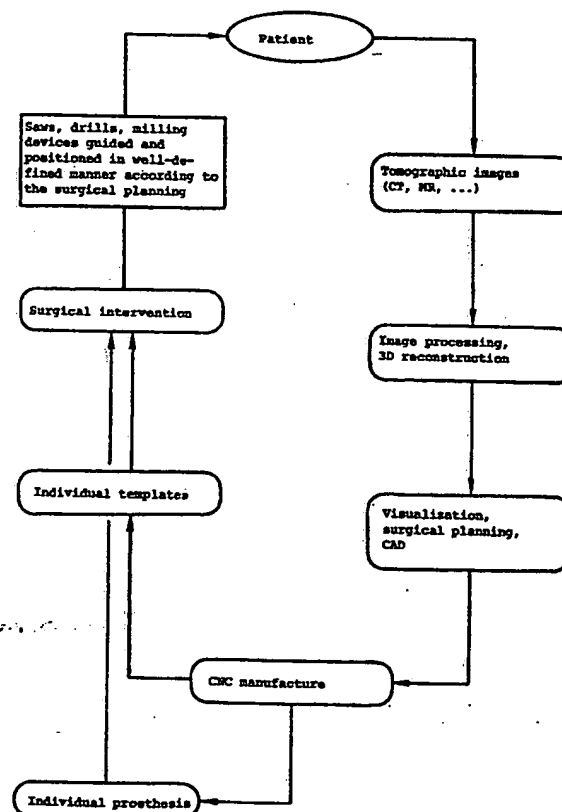 Patient
Saws, drills, milling
devices guided and
positioned in well-de-
fined manner according to
the surgical planning
Tomographic images
(CT, MR, ...)
Surgical intervention
Image processing,
3D reconstruction
Individual templates
Visualization,
surgical planning,
CAD
CNC manufacture
Individual prosthesis